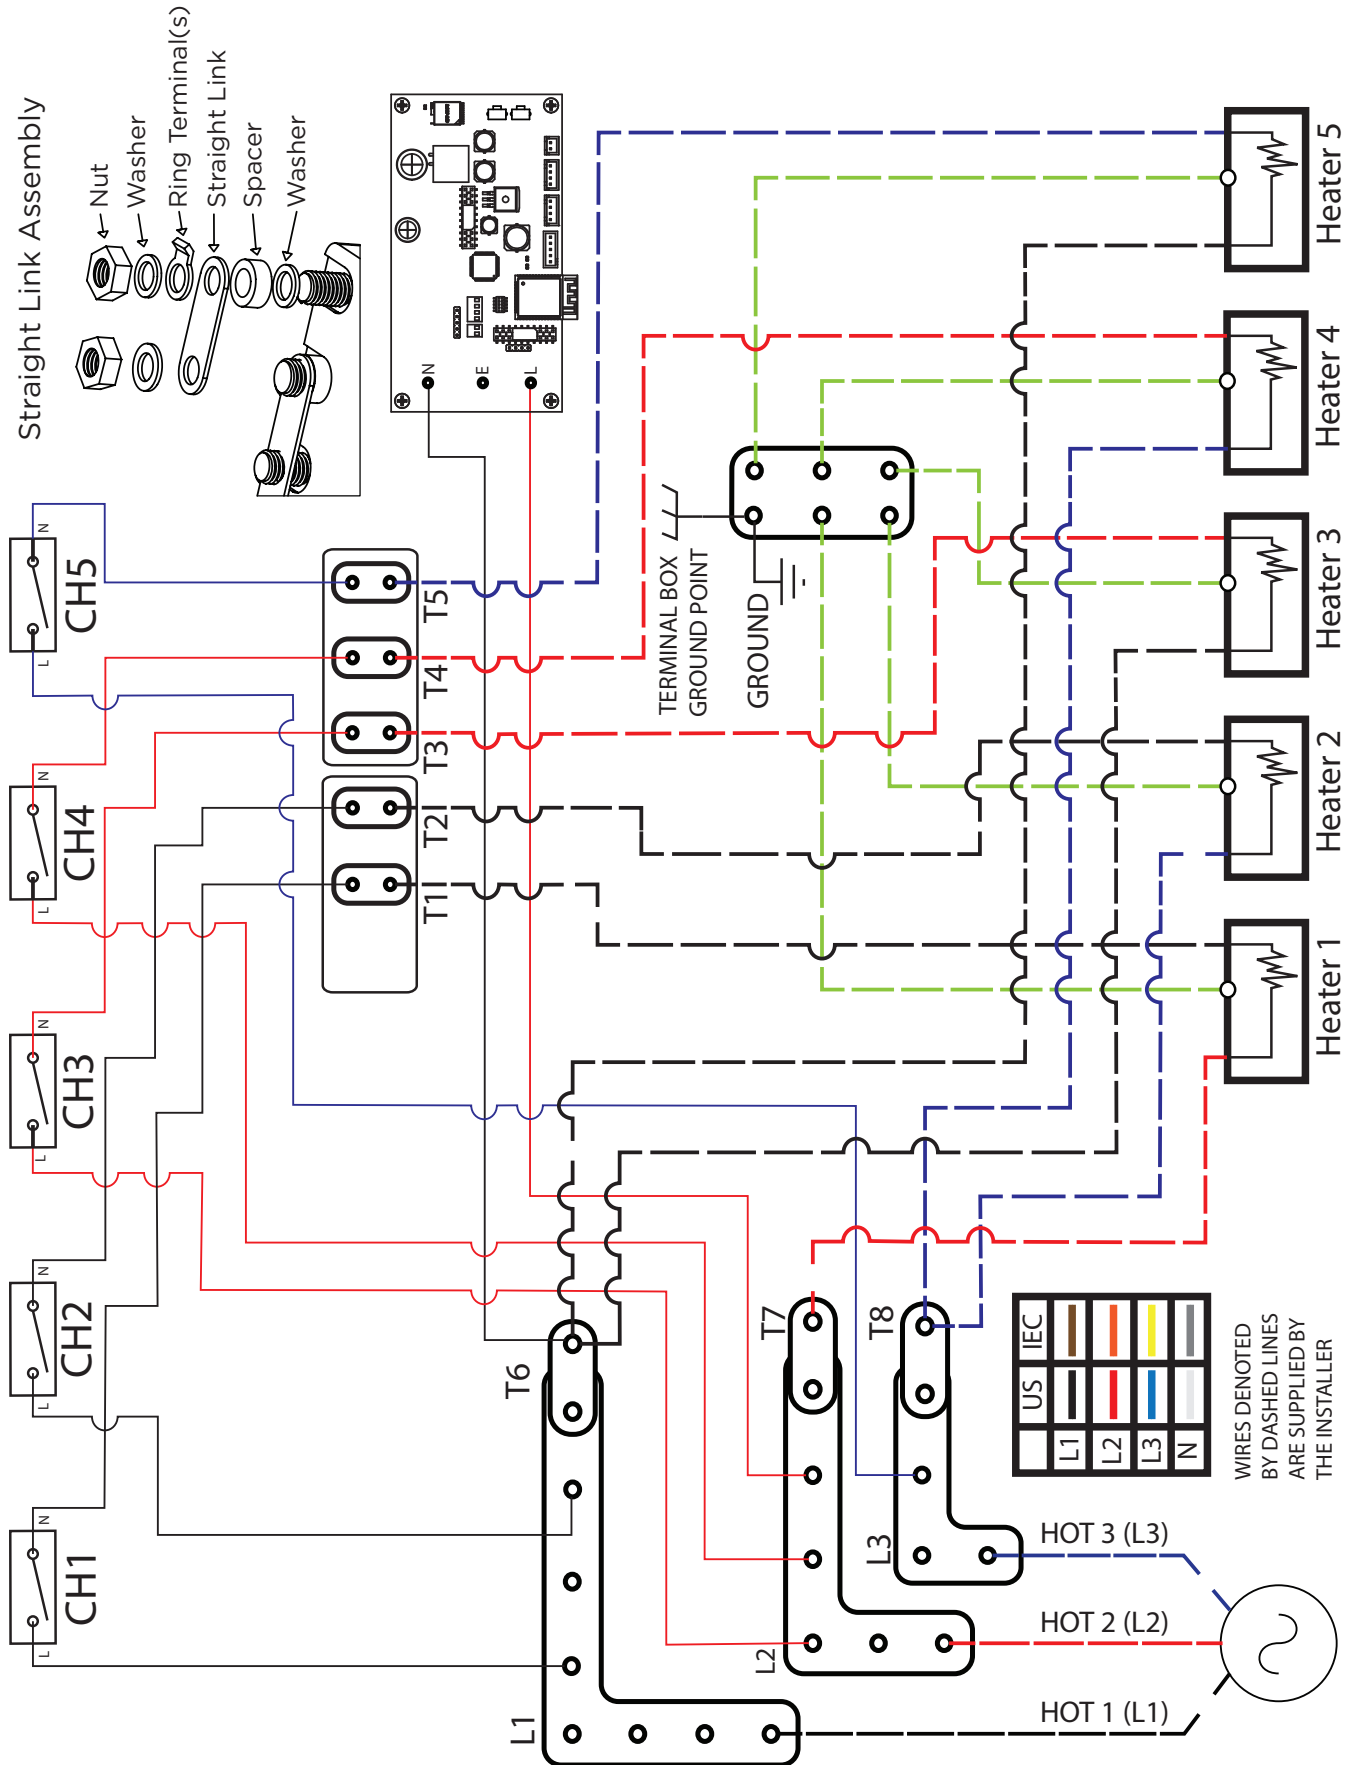 Straight Link Assembly
Nut
Washer
Ring Terminal(s)
Straight Link
Spacer
Washer
L
N
CH1
L
N
CH2
L
N
CH3
L
N
CH4
L
N
CH5
N
E
L
T1
T2
T3
T4
T5
TERMINAL BOX
GROUND POINT
GROUND
L1
T6
L2
T7
L3
T8
HOT 1 (L1)
HOT 2 (L2)
HOT 3 (L3)
US
IEC
L1
L2
L3
N
WIRES DENOTED
BY DASHED LINES
ARE SUPPLIED BY
THE INSTALLER
Heater 1
Heater 2
Heater 3
Heater 4
Heater 5